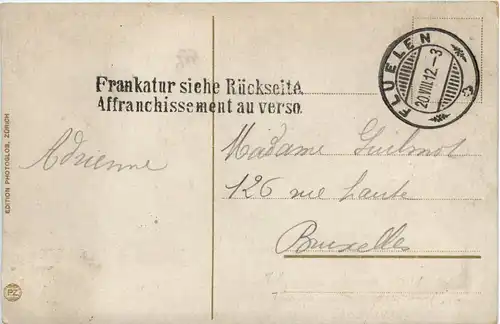 Frankatur siehe Rückseite.
Affranchissement au verso.
FLUELEN
20.VIII.12.-3
Adrienne
Madame Guilmot
126 rue Haute
Bruxelles
EDITION PHOTOGLOB, ZÜRICH
PZ